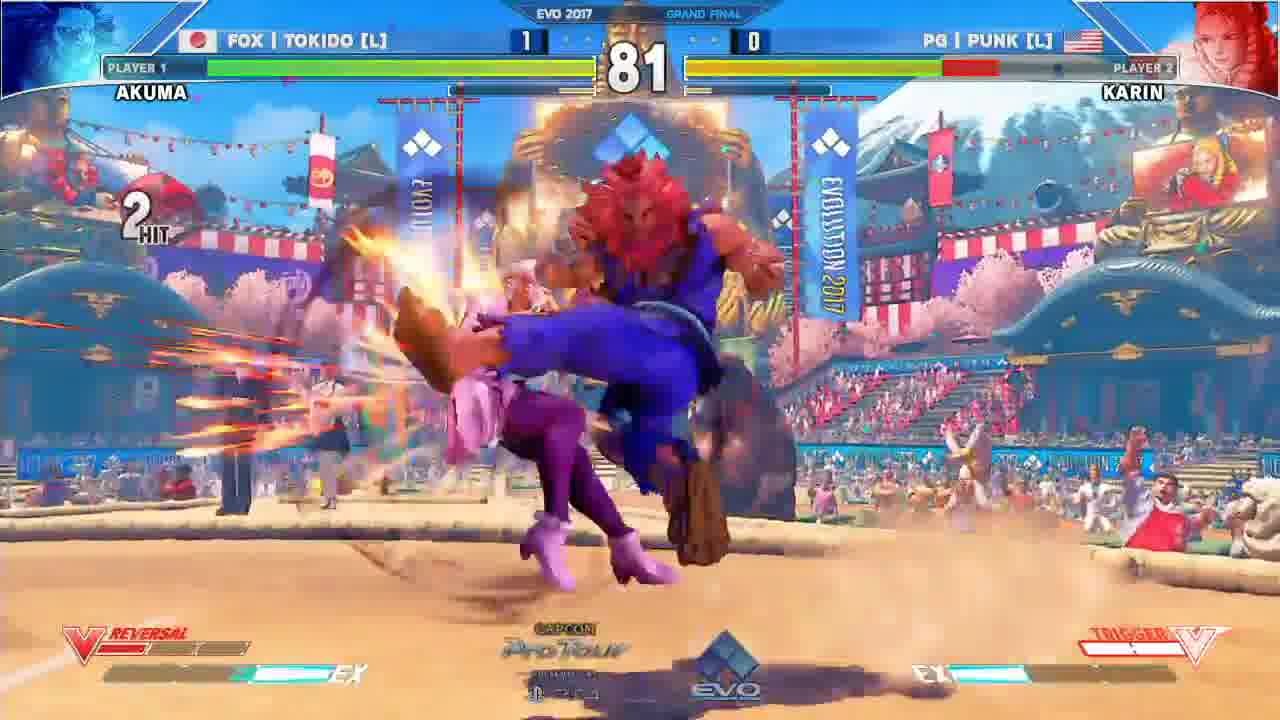 EVO 2017 GRAND FINAL
FOX | TOKIDO [L] 1 81 0 PG | PUNK [L]
PLAYER 1 PLAYER 2
AKUMA KARIN
EVOLUTION 2017
2 HIT
REVERSAL TRIGGER
CAPCOM
PRO TOUR
EX EX
EVO